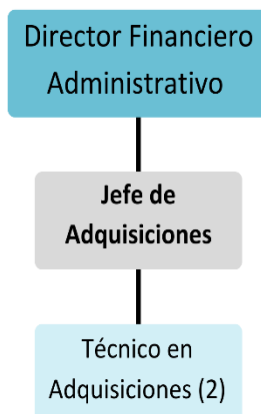 Director Financiero
Administrativo
Jefe de
Adquisiciones
Técnico en
Adquisiciones (2)